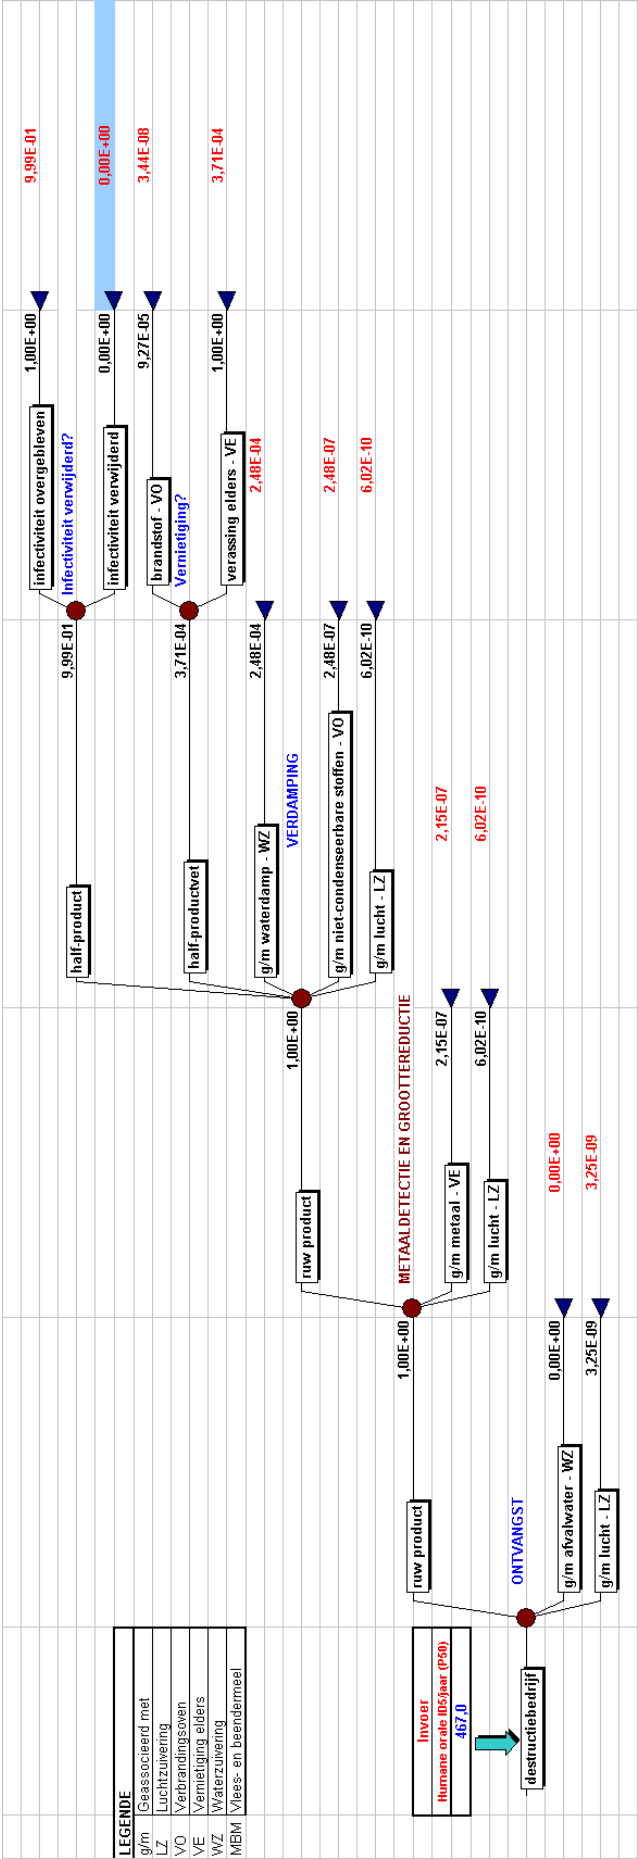 LEGENDE
g/m Geassocieerd met
LZ Luchtzuivering
VO Verbrandingsoven
VE Vernietiging elders
WZ Waterzuivering
MBM Vlees- en beendermeel
Invoer
Humane orale ID5/jaar (P50)
467,0
destructiebedrijf
ONTVANGST
ruw product
1,00E+00
g/m afvalwater - WZ
0,00E+00
0,00E+00
g/m lucht - LZ
3,25E-09
3,25E-09
METAALDETECTIE EN GROOTTEREDUCTIE
ruw product
1,00E+00
g/m metaal - VE
2,15E-07
2,15E-07
g/m lucht - LZ
6,02E-10
6,02E-10
VERDAMPING
half-product
9,99E-01
half-productvet
3,71E-04
g/m waterdamp - WZ
2,48E-04
2,48E-04
g/m niet-condenseerbare stoffen - VO
2,48E-07
2,48E-07
g/m lucht - LZ
6,02E-10
6,02E-10
infectiviteit overgebleven
1,00E+00
9,99E-01
Infectiviteit verwijderd?
infectiviteit verwijderd
0,00E+00
0,00E+00
brandstof - VO
9,27E-05
3,44E-08
Vernietiging?
verassing elders - VE
1,00E+00
3,71E-04